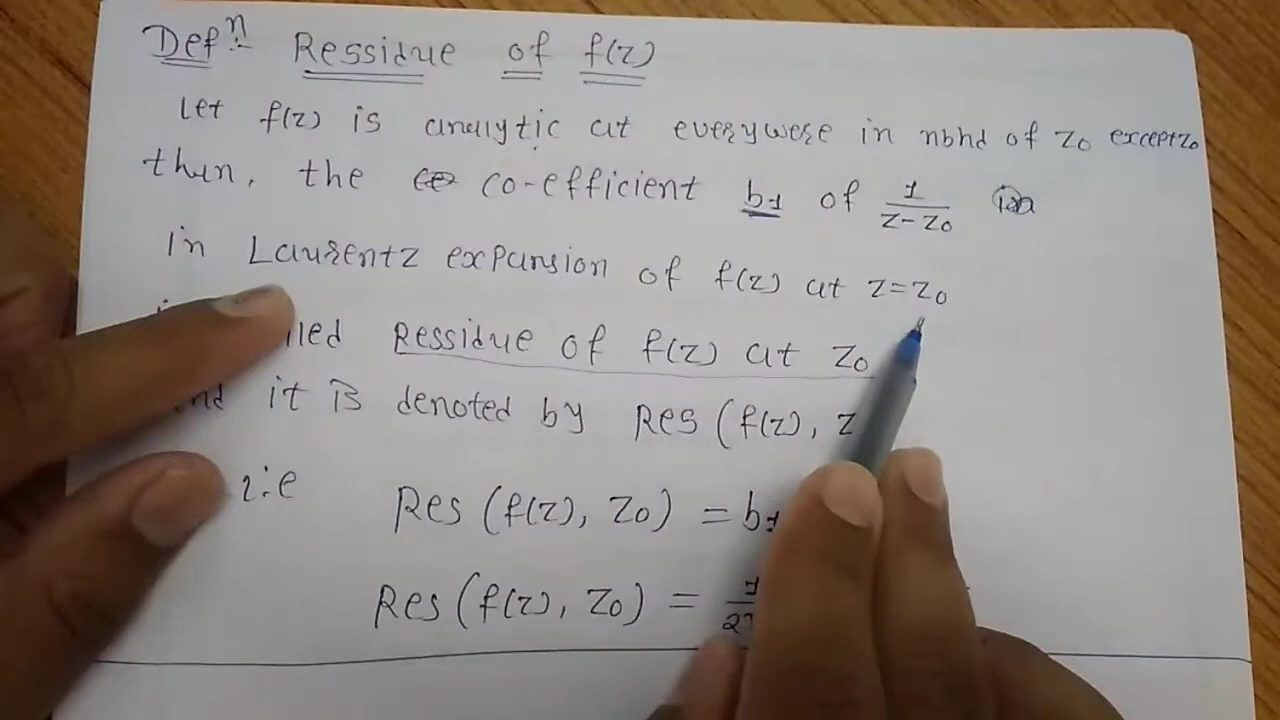 Defⁿ: Ressidue of f(z)
Let f(z) is analytic at everywere in nbhd of z₀ except z₀
then, the co-efficient b₁ of 1/(z-z₀)
in Laurentz expansion of f(z) at z=z₀
Ressidue of f(z) at z₀
it is denoted by Res (f(z), z
i.e Res (f(z), z₀) = b₁
Res (f(z), z₀) =